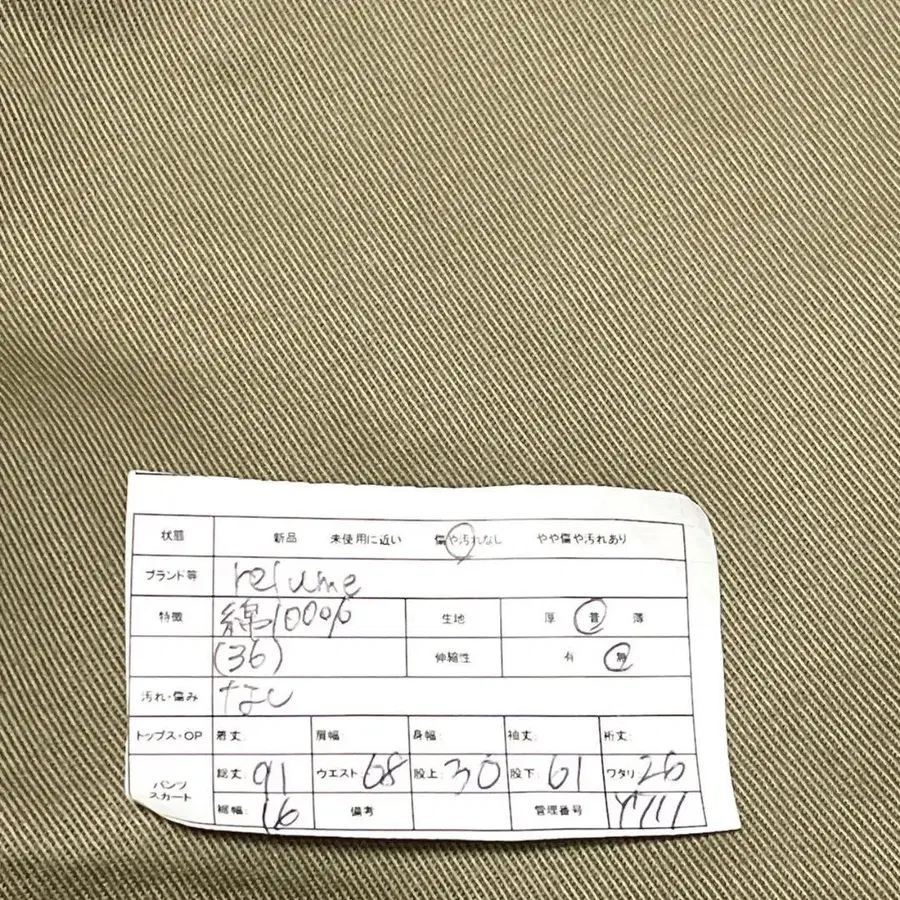 状態 新品 未使用に近い 傷や汚れなし やや傷や汚れあり
ブランド等 relume
特徴 綿100% 生地 厚 普 薄
(36) 伸縮性 有 無
汚れ・傷み なし
トップス・OP 着丈: 肩幅 身幅: 袖丈: 裄丈:
パンツ スカート 総丈: 91 ウエスト: 68 股上: 30 股下: 61 ワタリ: 26
裾幅: 16 備考 管理番号